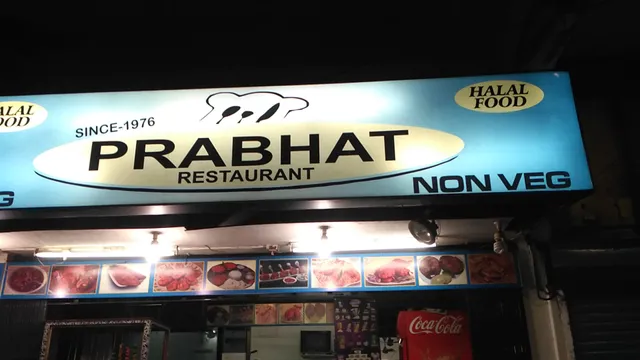 HALAL
FOOD
SINCE-1976
PRABHAT
RESTAURANT
HALAL
FOOD
NON VEG
Coca-Cola